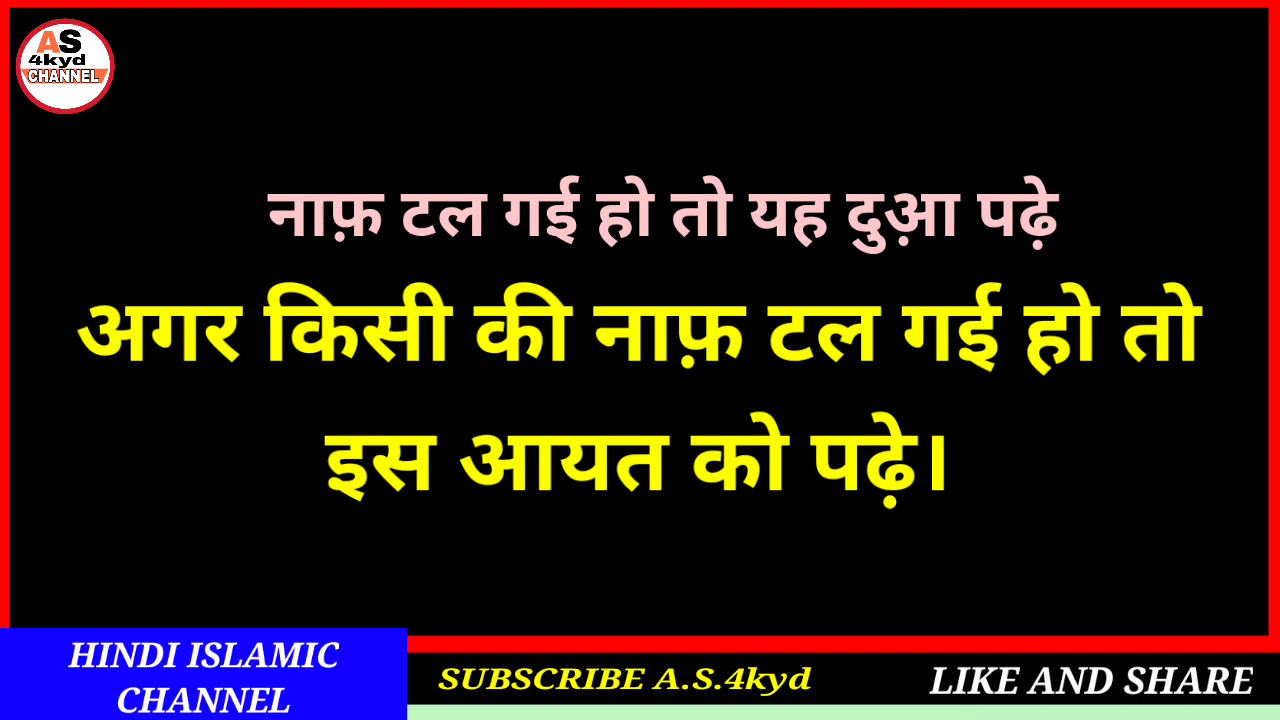 AS
4kyd
CHANNEL
नाफ़ टल गई हो तो यह दुआ़ पढ़े
अगर किसी की नाफ़ टल गई हो तो
इस आयत को पढ़े।
HINDI ISLAMIC
CHANNEL
SUBSCRIBE A.S.4kyd
LIKE AND SHARE